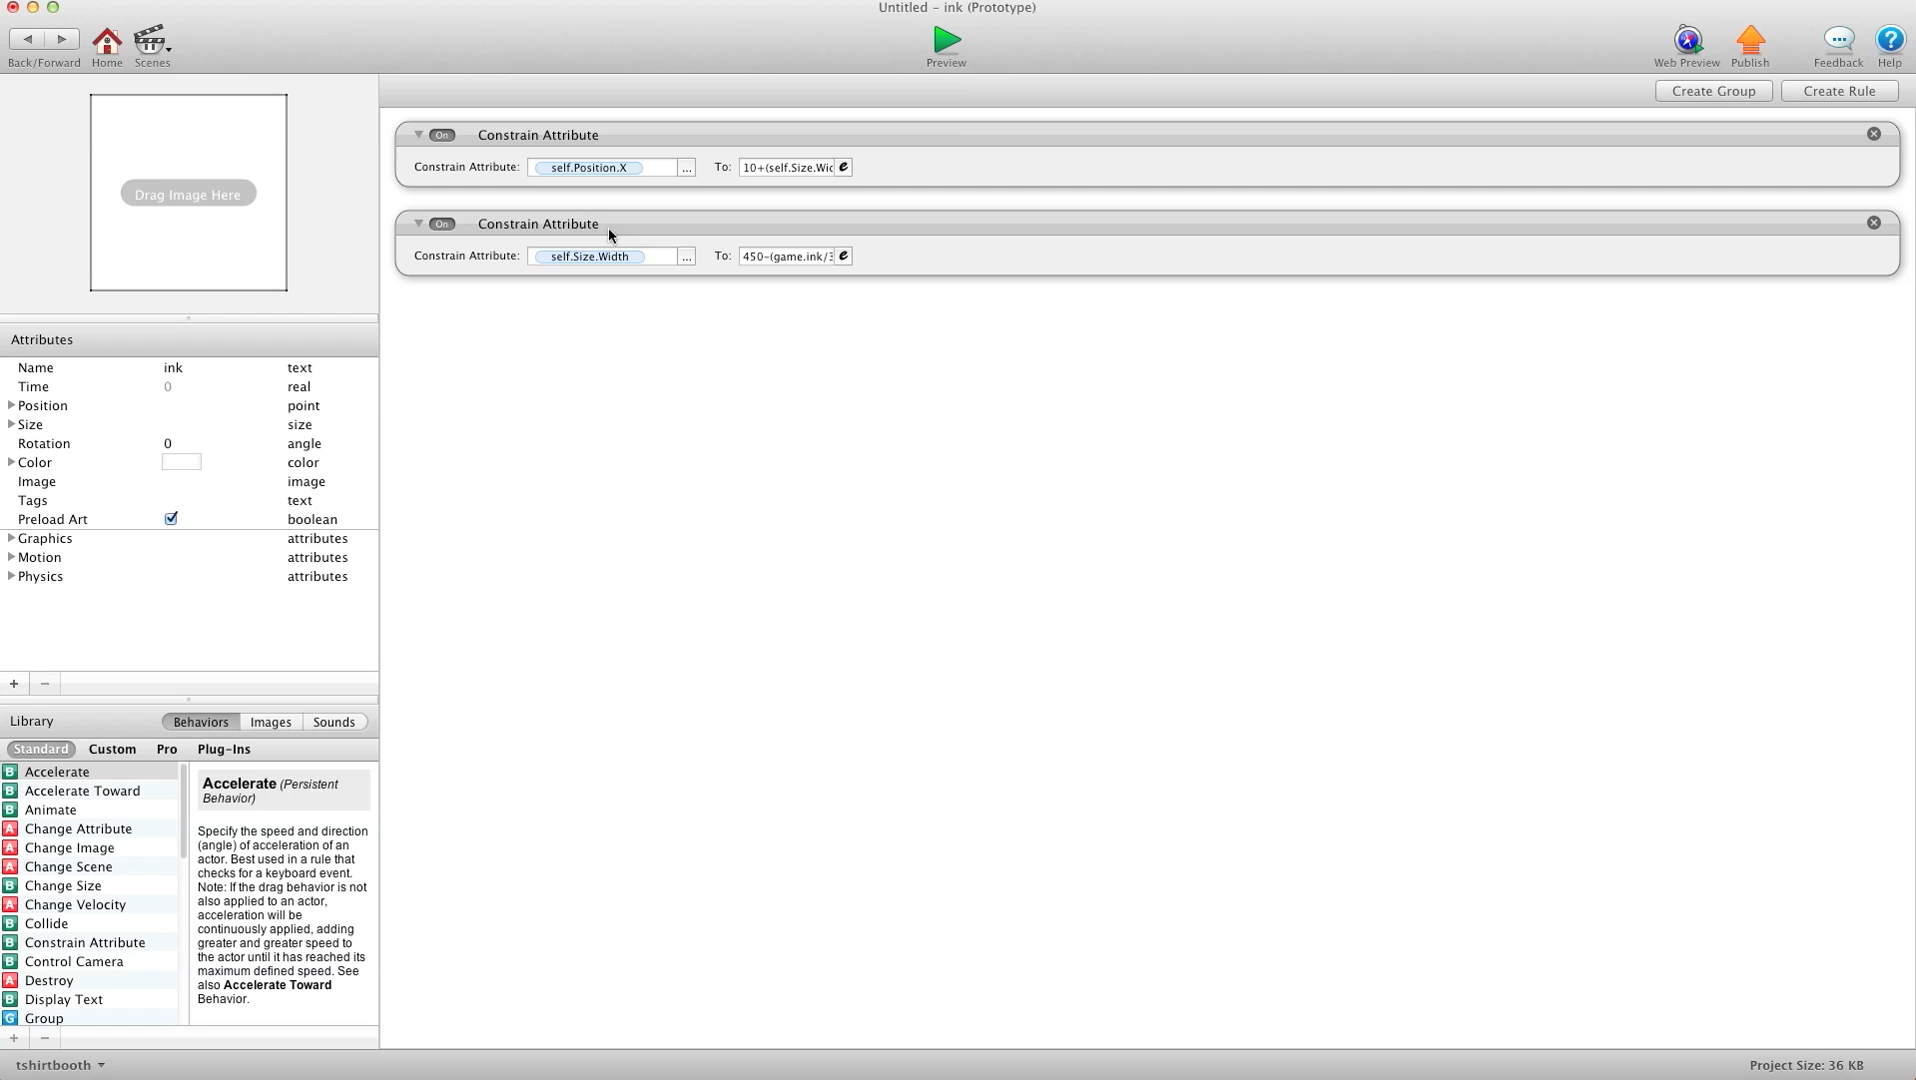 Untitled - ink (Prototype)
Back/Forward
Home
Scenes
Preview
Web Preview
Publish
Feedback
Help
Create Group
Create Rule
Drag Image Here
On
Constrain Attribute
Constrain Attribute:
self.Position.X
...
To:
10+(self.Size.Wid
e
On
Constrain Attribute
Constrain Attribute:
self.Size.Width
...
To:
450-(game.ink/3
e
Attributes
Name ink text
Time 0 real
Position point
Size size
Rotation 0 angle
Color color
Image image
Tags text
Preload Art boolean
Graphics attributes
Motion attributes
Physics attributes
+ −
Library
Behaviors
Images
Sounds
Standard
Custom
Pro
Plug-Ins
B Accelerate
B Accelerate Toward
B Animate
A Change Attribute
A Change Image
A Change Scene
B Change Size
A Change Velocity
B Collide
B Constrain Attribute
B Control Camera
A Destroy
B Display Text
G Group
Accelerate (Persistent
Behavior)
Specify the speed and direction
(angle) of acceleration of an
actor. Best used in a rule that
checks for a keyboard event.
Note: If the drag behavior is not
also applied to an actor,
acceleration will be
continuously applied, adding
greater and greater speed to
the actor until it has reached its
maximum defined speed. See
also Accelerate Toward
Behavior.
+ −
tshirtbooth
Project Size: 36 KB